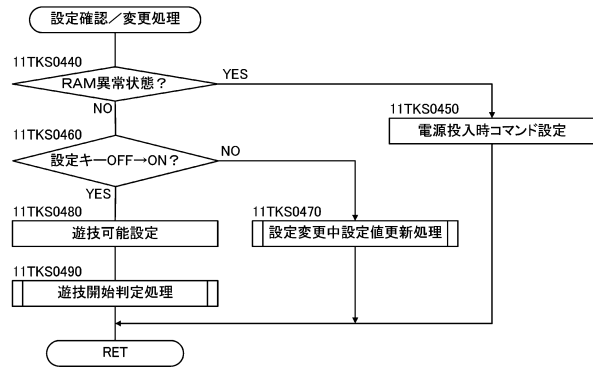 設定確認／変更処理
11TKS0440
RAM異常状態？
YES
NO
11TKS0450
電源投入時コマンド設定
11TKS0460
設定キーOFF→ON？
NO
YES
11TKS0480
遊技可能設定
11TKS0470
設定変更中設定値更新処理
11TKS0490
遊技開始判定処理
RET